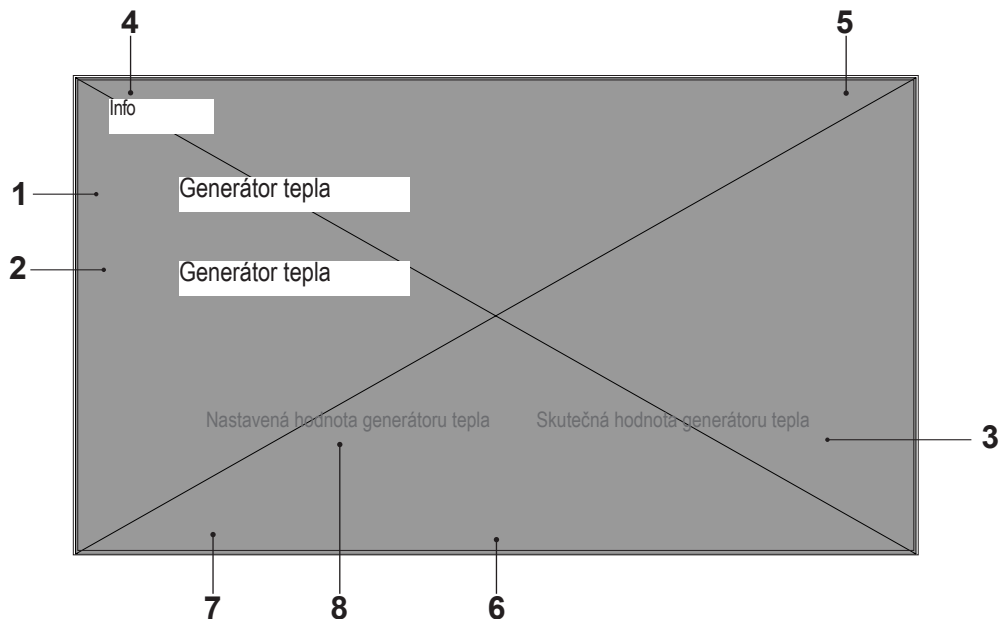 4 5
Info
1 Generátor tepla
2 Generátor tepla
Nastavená hodnota generátoru tepla Skutečná hodnota generátoru tepla
3
7 8 6